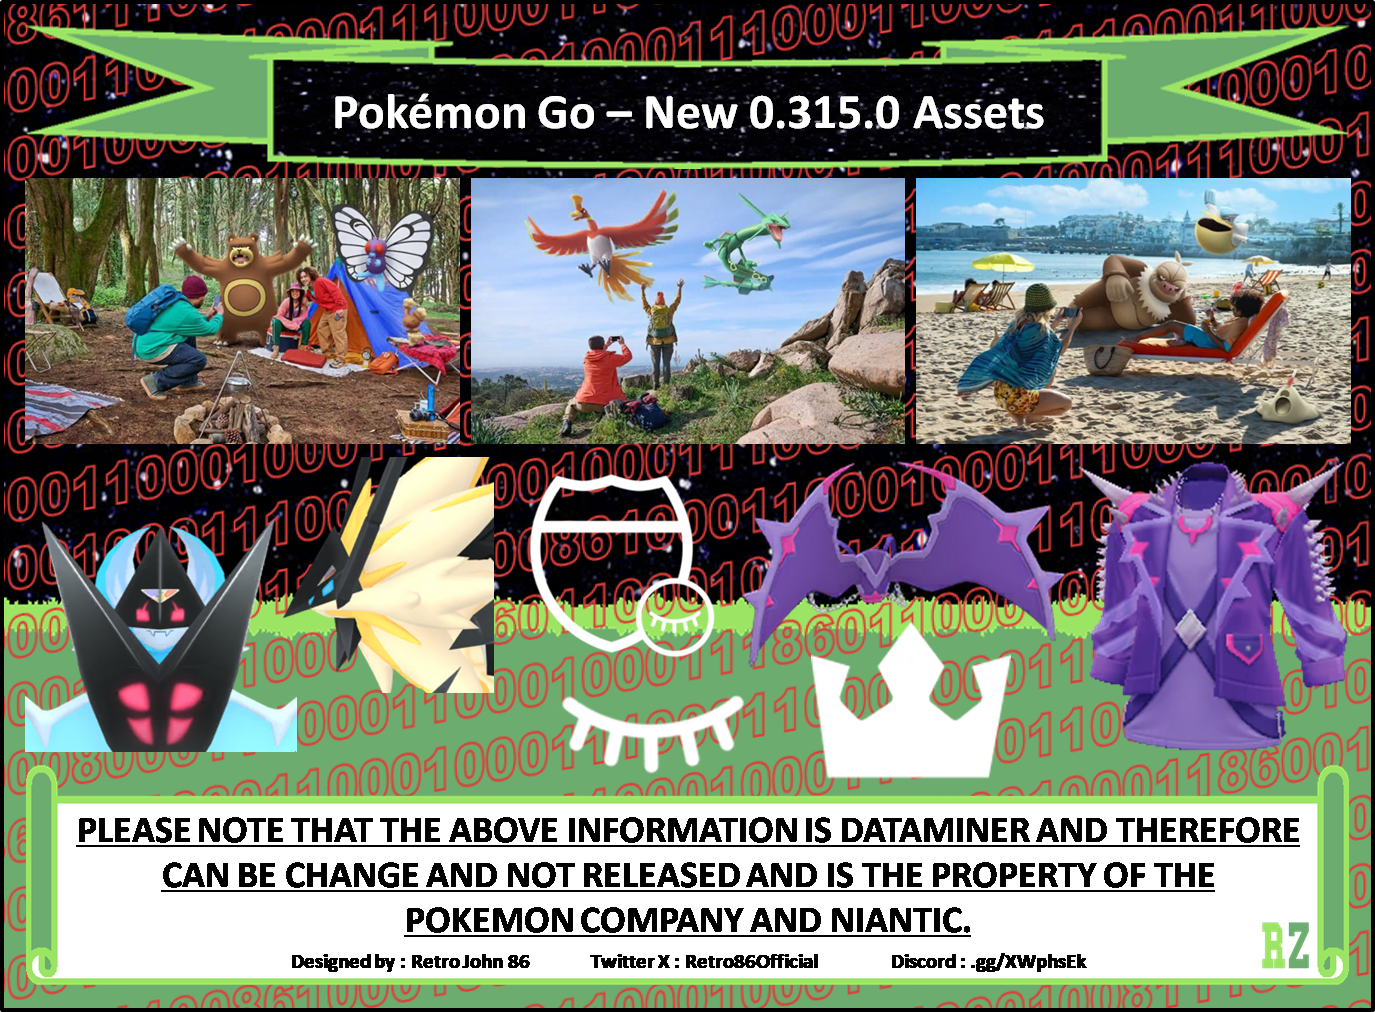 Pokémon Go – New 0.315.0 Assets
PLEASE NOTE THAT THE ABOVE INFORMATION IS DATAMINER AND THEREFORE
CAN BE CHANGE AND NOT RELEASED AND IS THE PROPERTY OF THE
POKEMON COMPANY AND NIANTIC.
Designed by : Retro John 86 Twitter X : Retro86Official Discord : .gg/XWphsEk
RZ